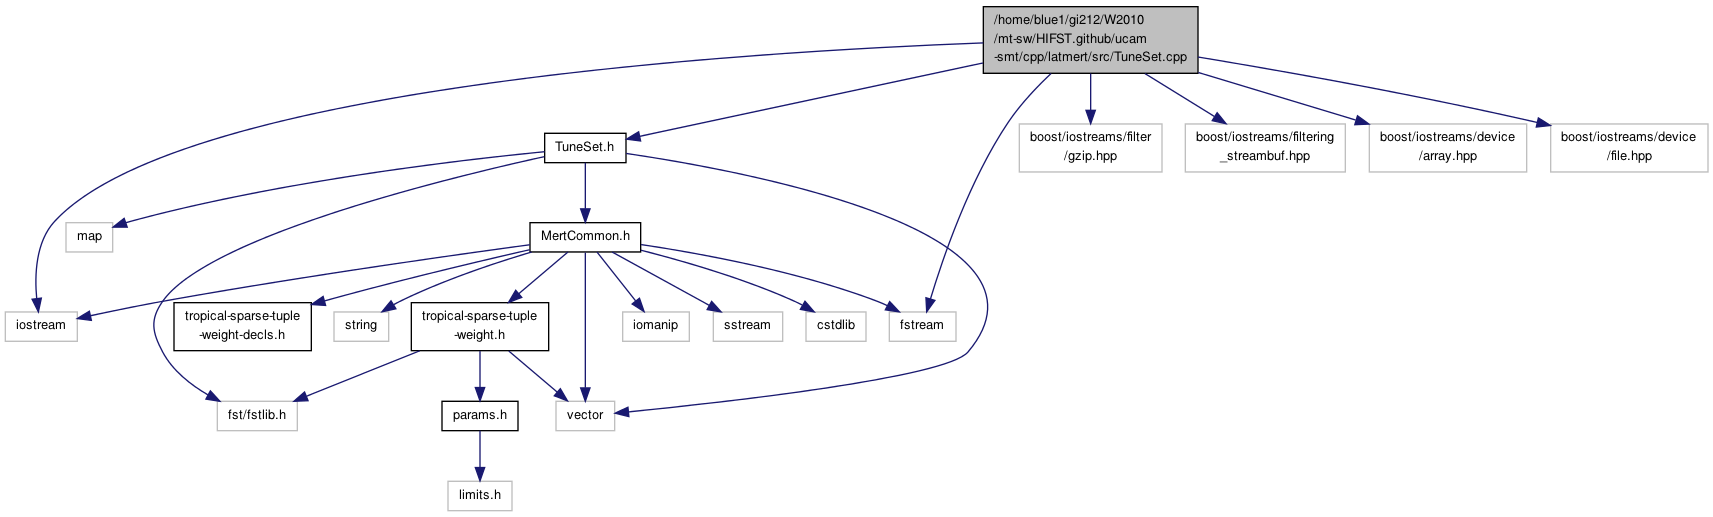 /home/blue1/gi212/W2010
/mt-sw/HIFST.github/ucam
-smt/cpp/latmert/src/TuneSet.cpp
TuneSet.h
boost/iostreams/filter
/gzip.hpp
boost/iostreams/filtering
_streambuf.hpp
boost/iostreams/device
/array.hpp
boost/iostreams/device
/file.hpp
map
MertCommon.h
iostream
tropical-sparse-tuple
-weight-decls.h
string
tropical-sparse-tuple
-weight.h
iomanip
sstream
cstdlib
fstream
fst/fstlib.h
params.h
vector
limits.h